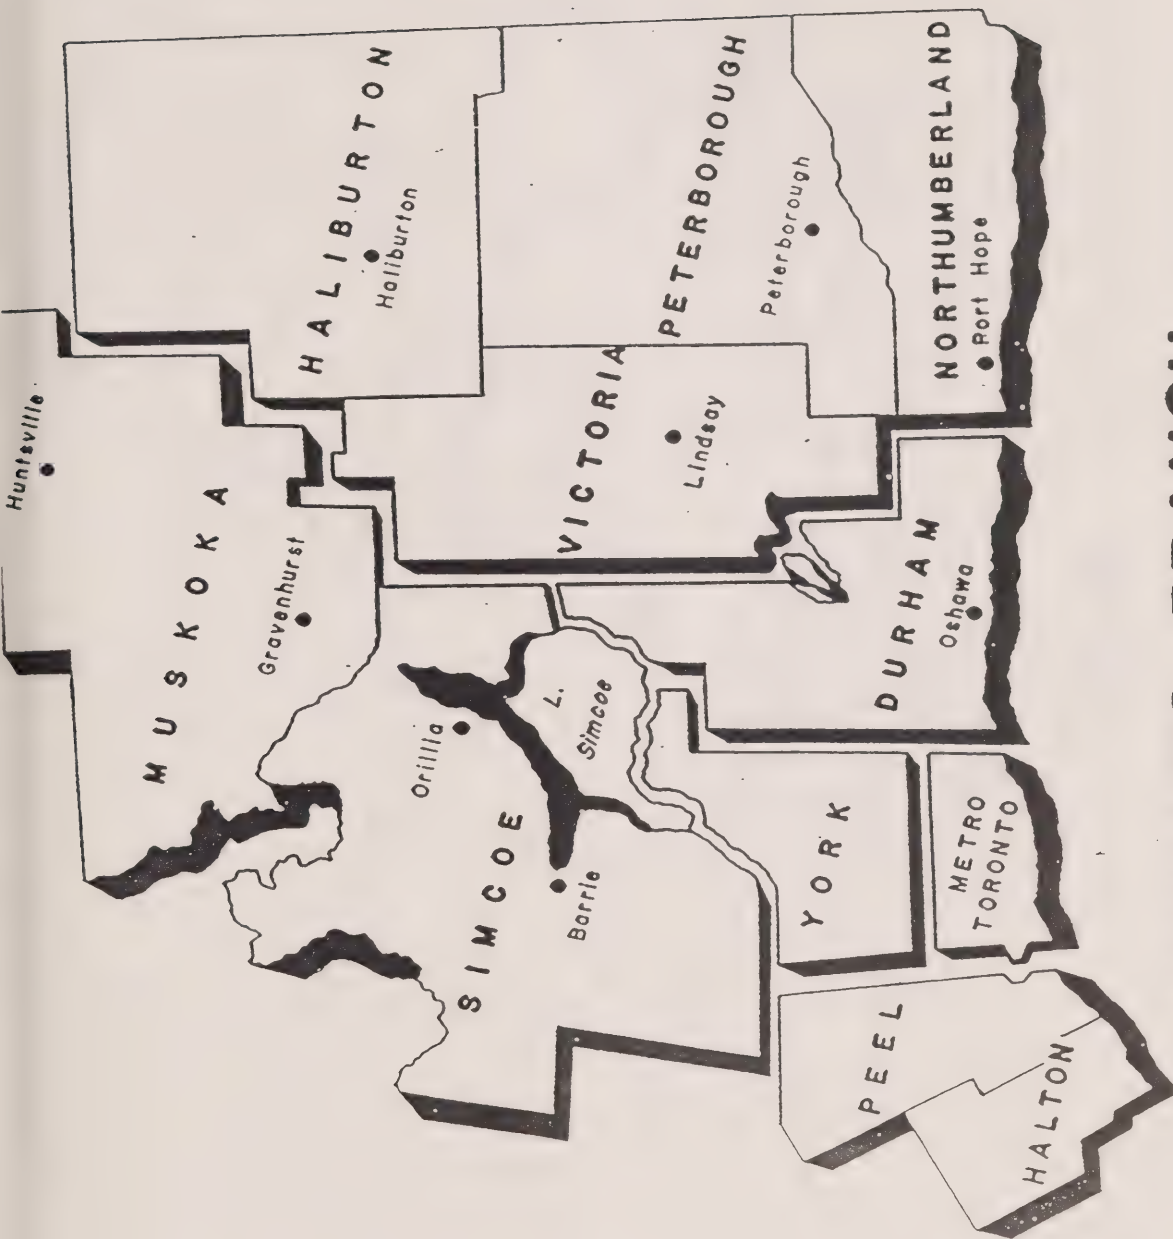 Huntsville
MUSKOKA
Gravenhurst
HALIBURTON
Haliburton
Orillia
L.
Simcoe
SIMCOE
Barrie
VICTORIA
Lindsay
PETERBOROUGH
Peterborough
NORTHUMBERLAND
Port Hope
DURHAM
Oshawa
YORK
METRO
TORONTO
PEEL
HALTON